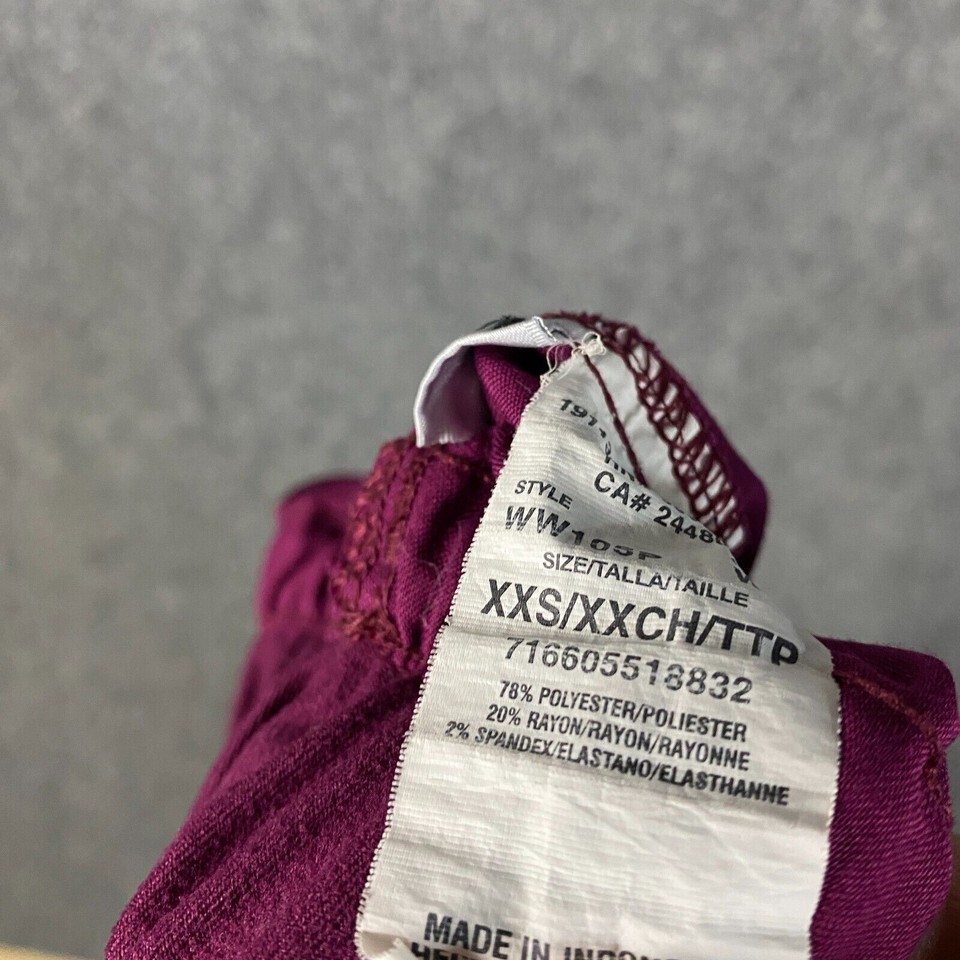 CA# 2448
STYLE
WW105P
SIZE/TALLA/TAILLE
XXS/XXCH/TTP
716605518832
78% POLYESTER/POLIESTER
20% RAYON/RAYON/RAYONNE
2% SPANDEX/ELASTANO/ELASTHANNE
MADE IN